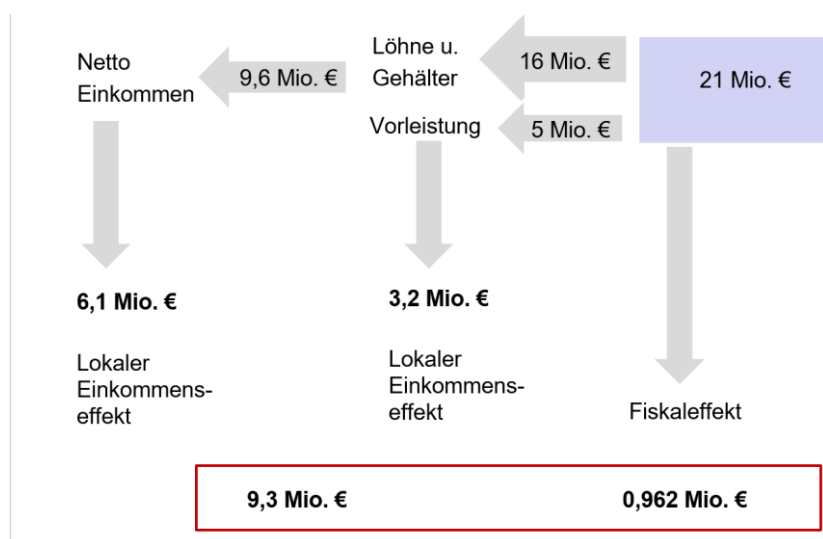 Netto
Einkommen
9,6 Mio. €
Löhne u.
Gehälter
16 Mio. €
21 Mio. €
Vorleistung
5 Mio. €
6,1 Mio. €
3,2 Mio. €
Lokaler
Einkommens-
effekt
Lokaler
Einkommens-
effekt
Fiskaleffekt
9,3 Mio. €
0,962 Mio. €